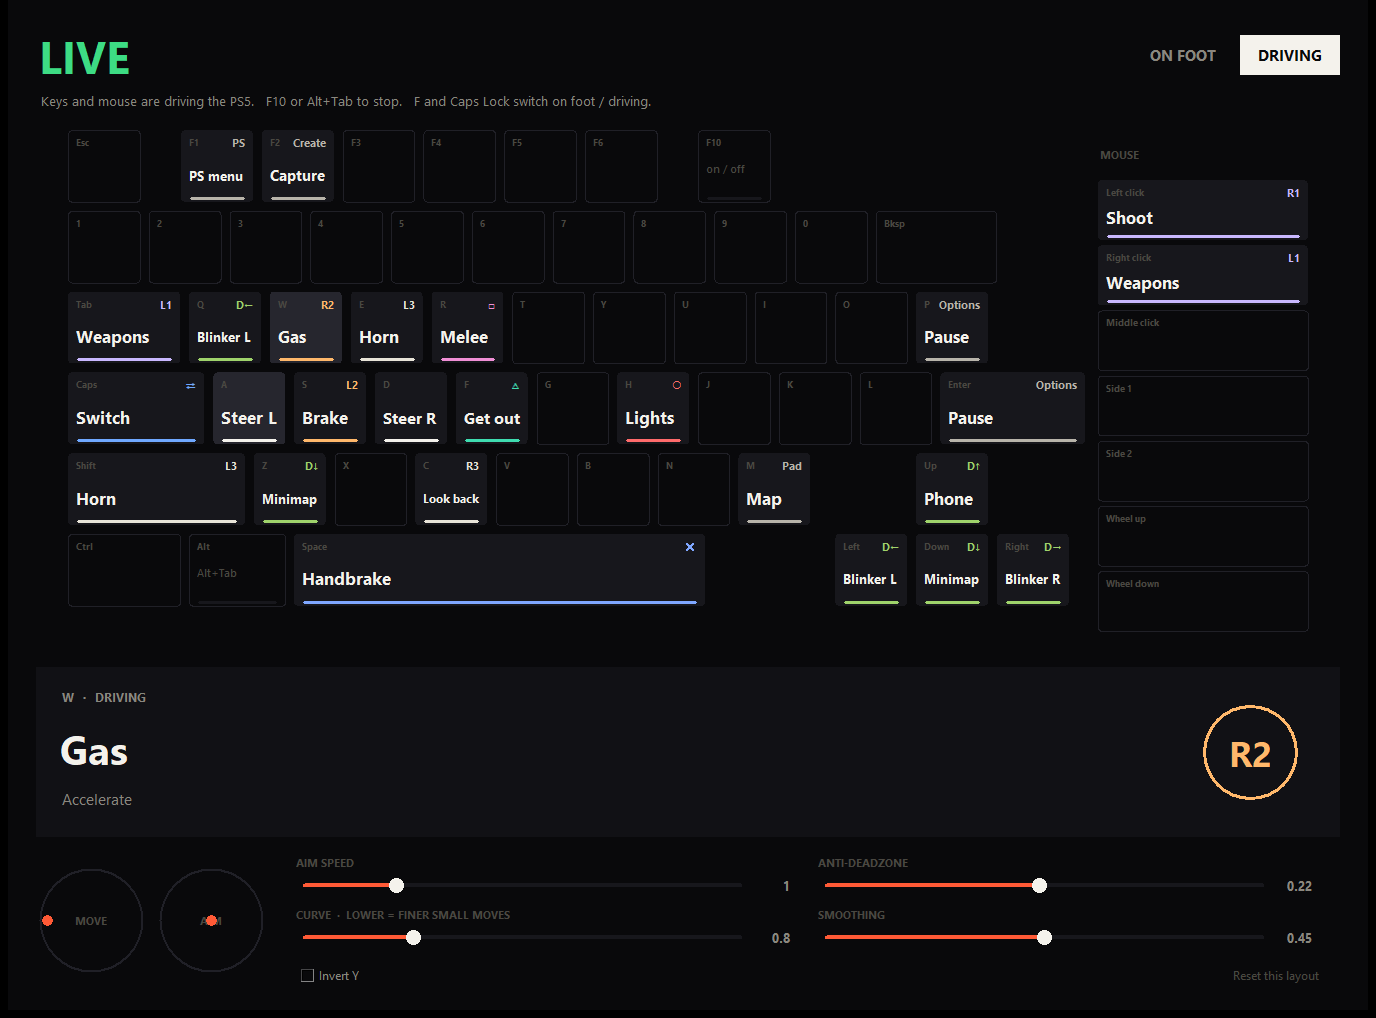 LIVE
ON FOOT
DRIVING
Keys and mouse are driving the PS5. F10 or Alt+Tab to stop. F and Caps Lock switch on foot / driving.
Esc
F1 PS
PS menu
F2 Create
Capture
F3
F4
F5
F6
F10
on / off
1
2
3
4
5
6
7
8
9
0
Bksp
Tab L1
Weapons
Q D←
Blinker L
W R2
Gas
E L3
Horn
R □
Melee
T
Y
U
I
O
P Options
Pause
Caps ⇄
Switch
A
Steer L
S L2
Brake
D
Steer R
F △
Get out
G
H ○
Lights
J
K
L
Enter Options
Pause
Shift L3
Horn
Z D↓
Minimap
X
C R3
Look back
V
B
N
M Pad
Map
Up D↑
Phone
Ctrl
Alt
Alt+Tab
Space ✕
Handbrake
Left D←
Blinker L
Down D↓
Minimap
Right D→
Blinker R
MOUSE
Left click R1
Shoot
Right click L1
Weapons
Middle click
Side 1
Side 2
Wheel up
Wheel down
W · DRIVING
Gas
Accelerate
R2
MOVE
AIM
AIM SPEED
1
CURVE · LOWER = FINER SMALL MOVES
0.8
Invert Y
ANTI-DEADZONE
0.22
SMOOTHING
0.45
Reset this layout